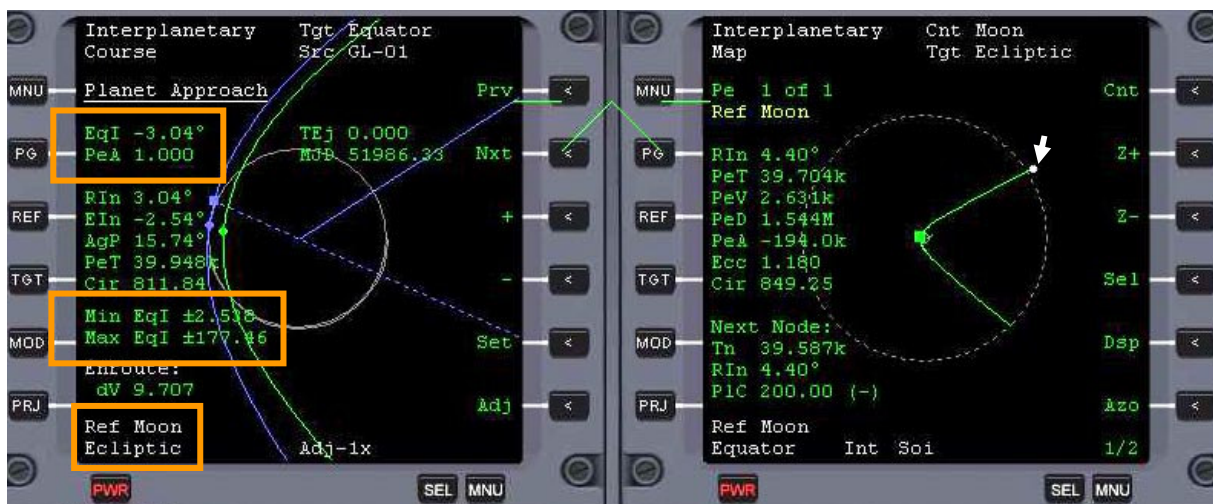 Interplanetary Tgt Equator
Course Src GL-01
Planet Approach
EqI -3.04° TEj 0.000
PeA 1.000 MJD 51986.33
RIn 3.04°
EIn -2.54°
AgP 15.74°
PeT 39.948k
Cir 811.84
Min EqI ±2.538
Max EqI ±177.46
Enroute:
dV 9.707
Ref Moon
Ecliptic Adj-1x
MNU
PG
REF
TGT
MOD
PRJ
Prv <
Nxt <
+ <
- <
Set <
Adj <
PWR SEL MNU
Interplanetary Cnt Moon
Map Tgt Ecliptic
Pe 1 of 1
Ref Moon
RIn 4.40°
PeT 39.704k
PeV 2.631k
PeD 1.544M
PeA -194.0k
Ecc 1.180
Cir 849.25
Next Node:
Tn 39.587k
RIn 4.40°
PlC 200.00 (-)
Ref Moon
Equator Int Soi 1/2
MNU
PG
REF
TGT
MOD
PRJ
Cnt <
Z+ <
Z- <
Sel <
Dsp <
Azo <
PWR SEL MNU